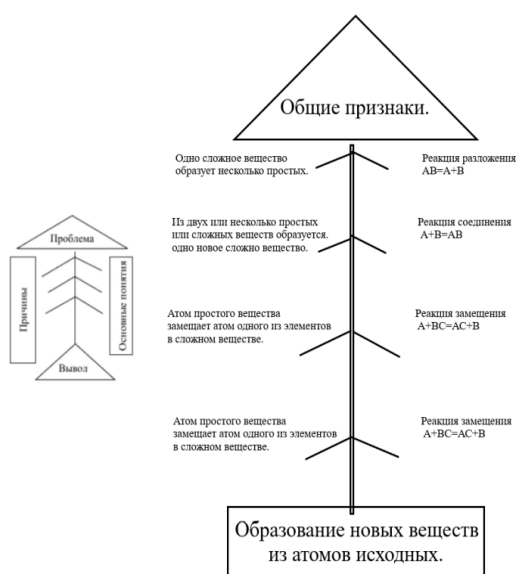 Общие признаки.
Одно сложное вещество
образует несколько простых.
Реакция разложения
AB=A+B
Из двух или несколько простых
или сложных веществ образуется.
одно новое сложно вещество.
Реакция соединения
A+B=AB
Проблема
Причины
Основные понятия
Вывол
Атом простого вещества
замещает атом одного из элементов
в сложном веществе.
Реакция замещения
A+BC=AC+B
Атом простого вещества
замещает атом одного из элементов
в сложном веществе.
Реакция замещения
A+BC=AC+B
Образование новых веществ
из атомов исходных.